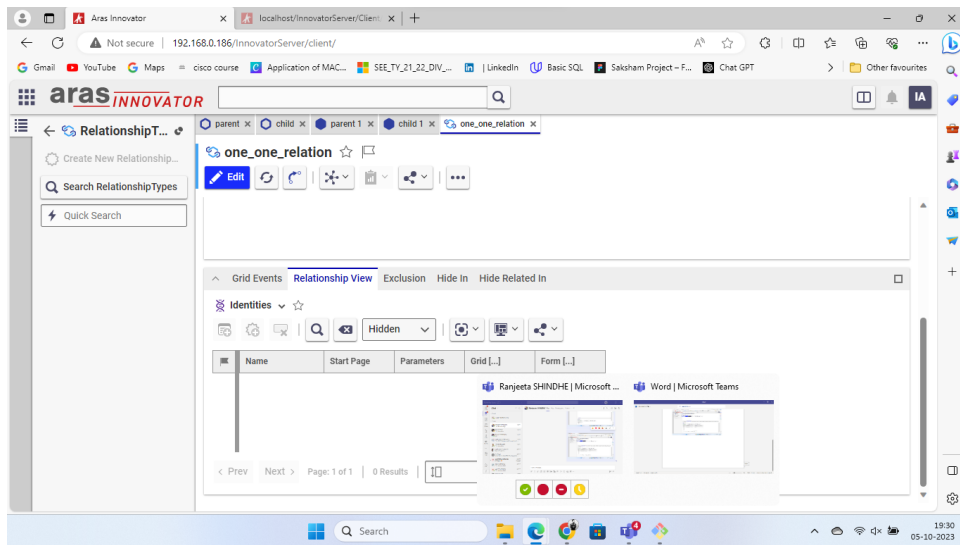 Aras Innovator
localhost/InnovatorServer/Client
Not secure | 192.168.0.186/InnovatorServer/client/
Gmail YouTube Maps cisco course Application of MAC... SEE_TY_21_22_DIV_... | LinkedIn Basic SQL Saksham Project – F... Chat GPT Other favourites
aras INNOVATOR
IA
RelationshipT...
Create New Relationship...
Search RelationshipTypes
Quick Search
parent child parent 1 child 1 one_one_relation
one_one_relation
Edit
Grid Events Relationship View Exclusion Hide In Hide Related In
Identities
Hidden
Name Start Page Parameters Grid [...] Form [...]
Ranjeeta SHINDHE | Microsoft ... Word | Microsoft Teams
< Prev Next > Page: 1 of 1 | 0 Results
Search
9
19:30
05-10-2023